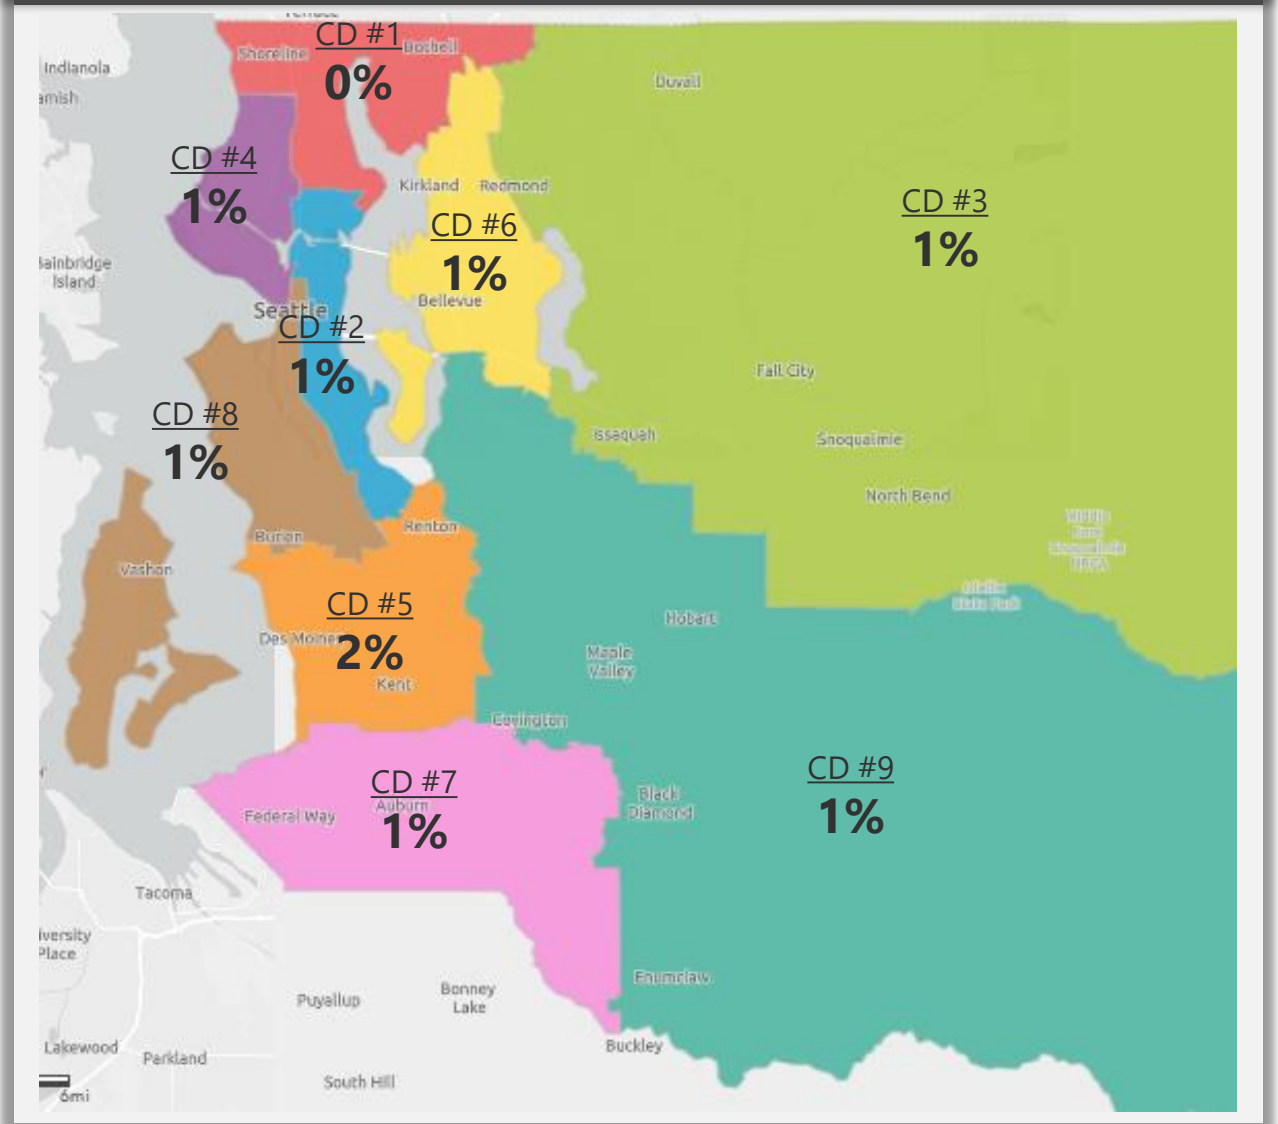 CD #1
Shoreline
Bothell
0%
Indianola
amish
Duvall
CD #4
1%
Kirkland
Redmond
CD #3
1%
CD #6
1%
Bainbridge
Island
Bellevue
Seattle
CD #2
1%
Fall City
CD #8
1%
Issaquah
Snoqualmie
North Bend
Renton
Burien
Vashon
CD #5
2%
Des Moines
Kent
Hobart
Maple
Valley
Covington
CD #7
1%
Auburn
Federal Way
CD #9
1%
Black
Diamond
Tacoma
iversity
Place
Enumclaw
Puyallup
Bonney
Lake
Lakewood
Parkland
Buckley
South Hill
6mi